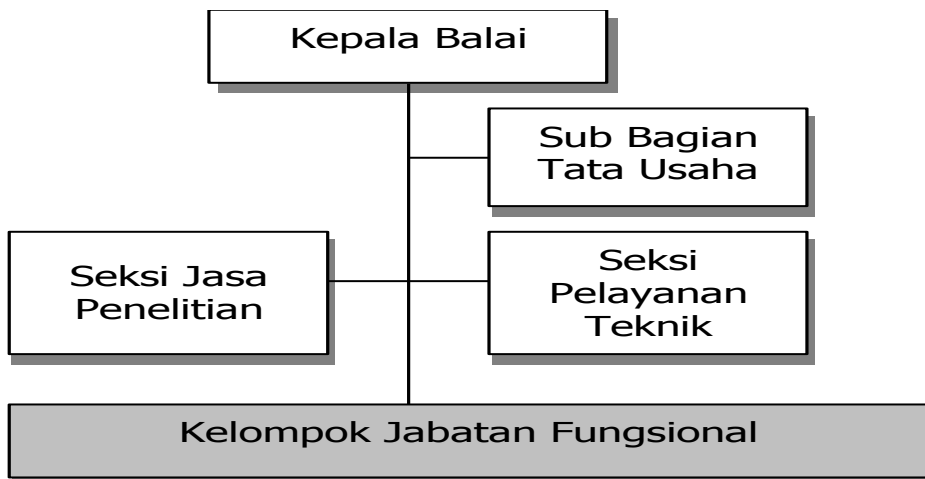 Kepala Balai
Sub Bagian
Tata Usaha
Seksi Jasa
Penelitian
Seksi
Pelayanan
Teknik
Kelompok Jabatan Fungsional